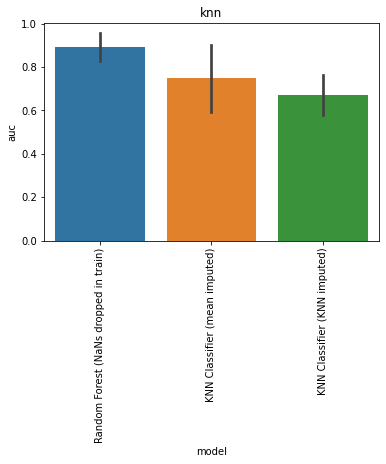 knn
auc
1.0
0.8
0.6
0.4
0.2
0.0
Random Forest (NaNs dropped in train)
KNN Classifier (mean imputed)
KNN Classifier (KNN imputed)
model